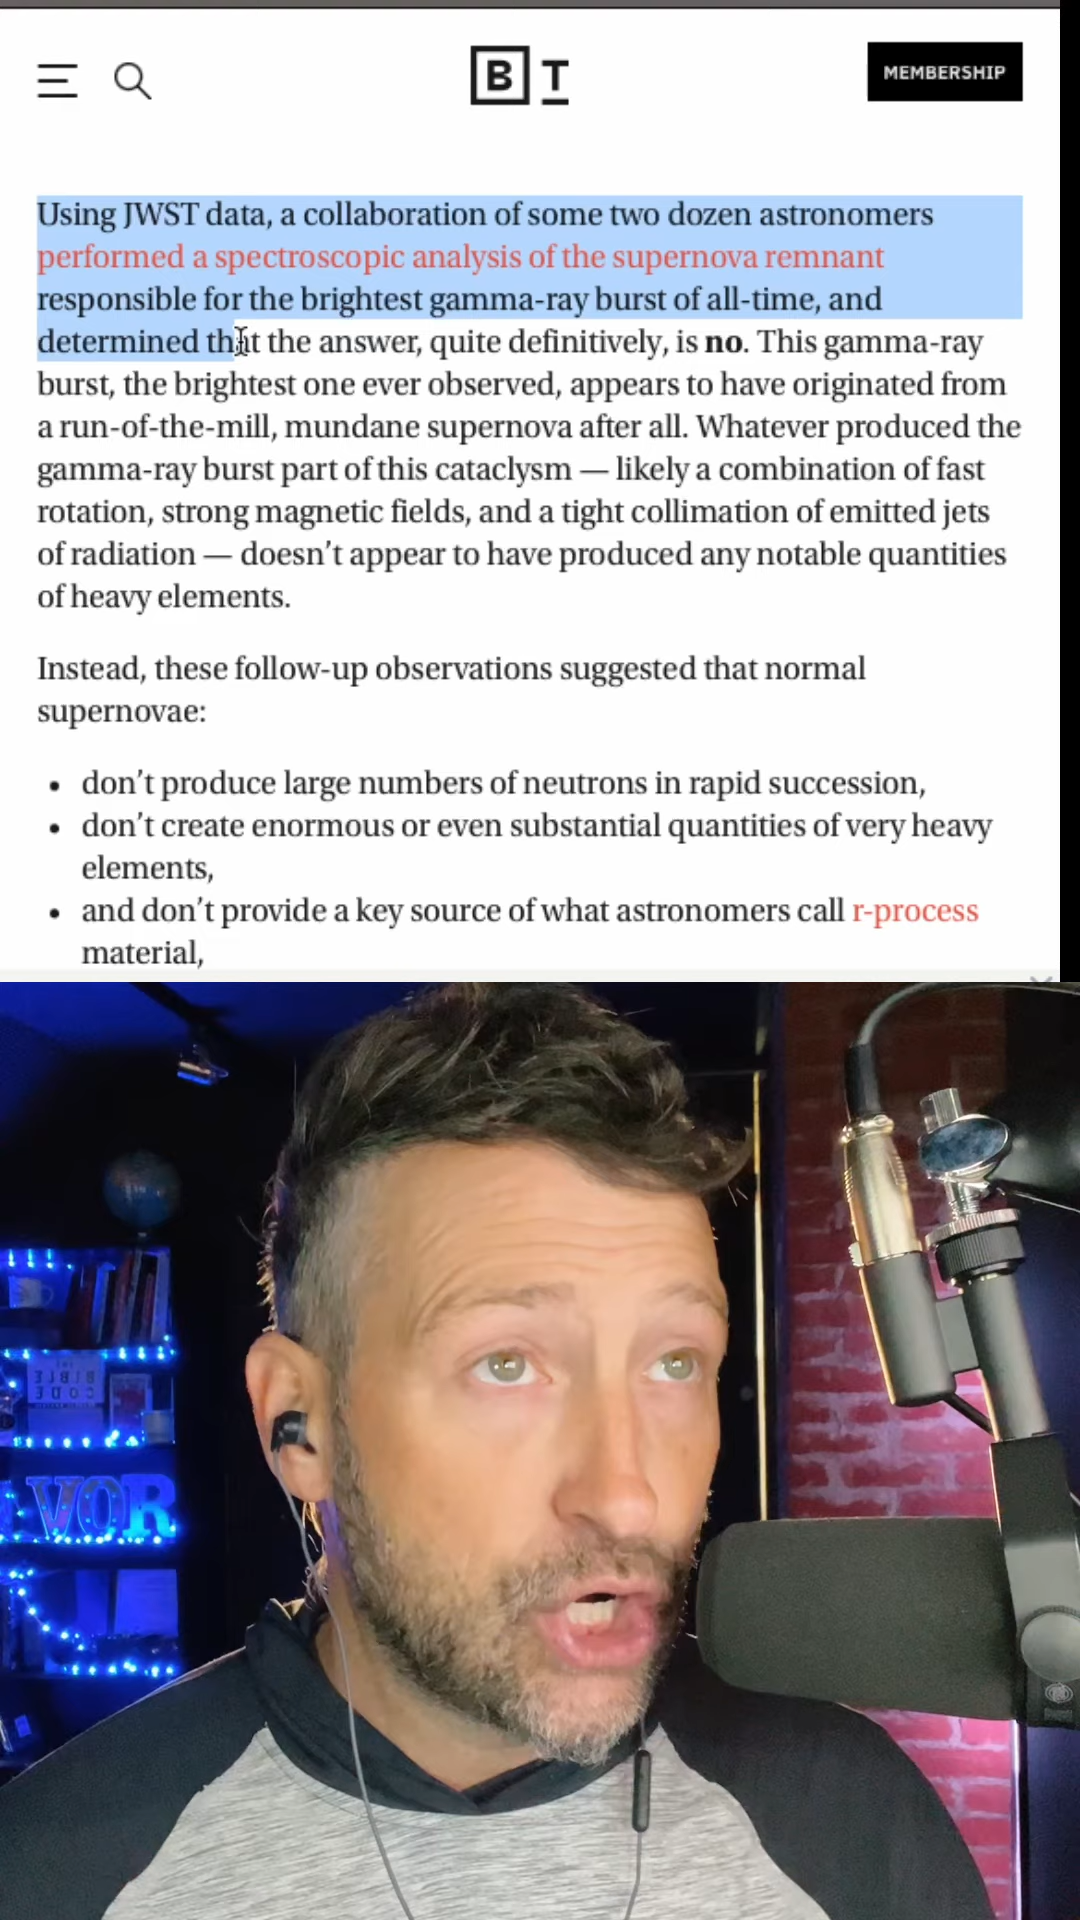 B T
MEMBERSHIP
Using JWST data, a collaboration of some two dozen astronomers
performed a spectroscopic analysis of the supernova remnant
responsible for the brightest gamma-ray burst of all-time, and
determined that the answer, quite definitively, is no. This gamma-ray
burst, the brightest one ever observed, appears to have originated from
a run-of-the-mill, mundane supernova after all. Whatever produced the
gamma-ray burst part of this cataclysm — likely a combination of fast
rotation, strong magnetic fields, and a tight collimation of emitted jets
of radiation — doesn’t appear to have produced any notable quantities
of heavy elements.
Instead, these follow-up observations suggested that normal
supernovae:
• don’t produce large numbers of neutrons in rapid succession,
• don’t create enormous or even substantial quantities of very heavy
elements,
• and don’t provide a key source of what astronomers call r-process
material,
BIBLE
CODE
VOR